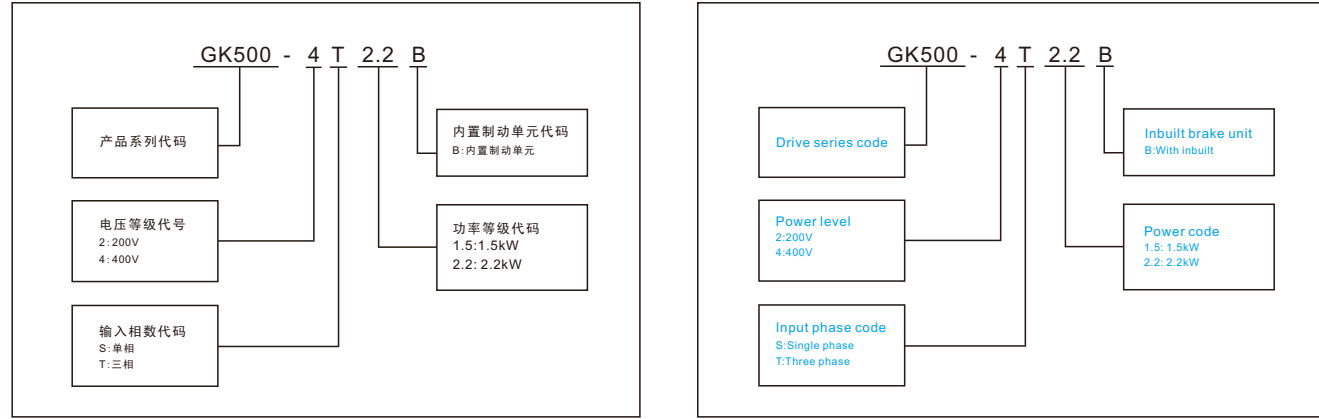 GK500 - 4 T 2.2 B
产品系列代码
内置制动单元代码
B:内置制动单元
电压等级代号
2:200V
4:400V
功率等级代码
1.5:1.5kW
2.2: 2.2kW
输入相数代码
S:单相
T:三相
GK500 - 4 T 2.2 B
Drive series code
Inbuilt brake unit
B:With inbuilt
Power level
2:200V
4:400V
Power code
1.5: 1.5kW
2.2: 2.2kW
Input phase code
S:Single phase
T:Three phase